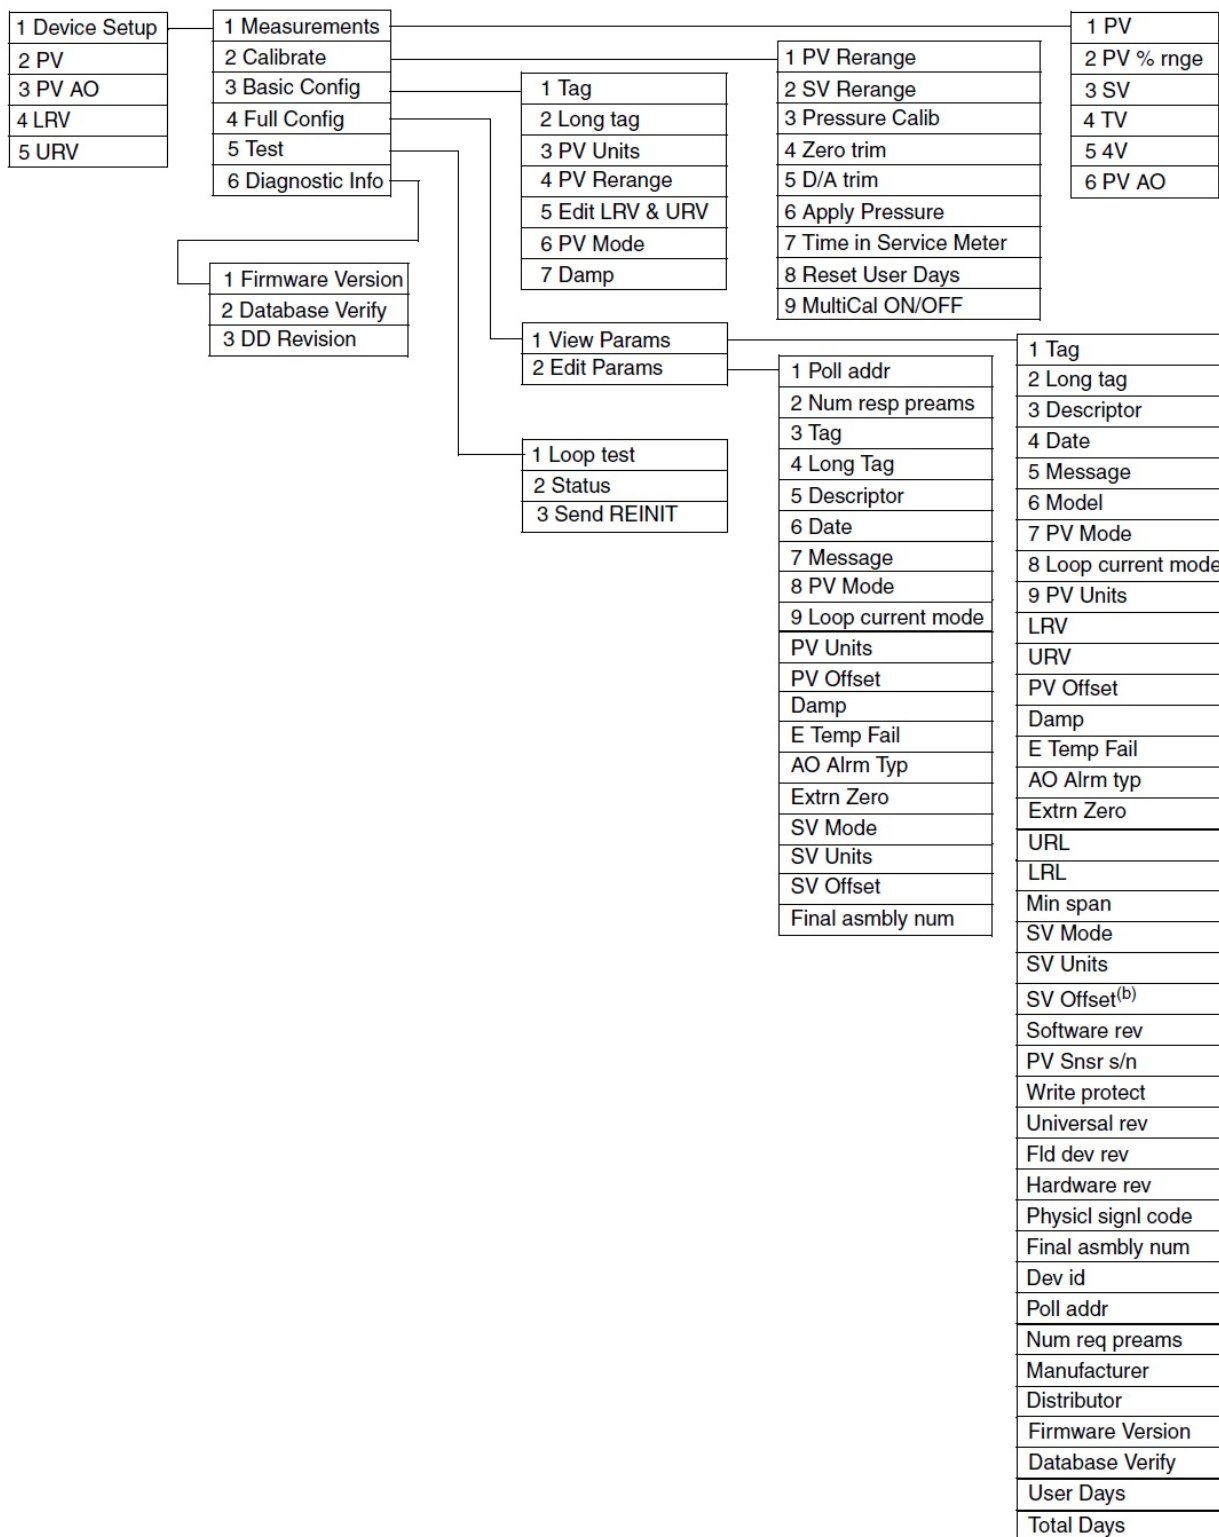 1 Device Setup
2 PV
3 PV AO
4 LRV
5 URV
1 Measurements
2 Calibrate
3 Basic Config
4 Full Config
5 Test
6 Diagnostic Info
1 PV
2 PV % rnge
3 SV
4 TV
5 4V
6 PV AO
1 PV Rerange
2 SV Rerange
3 Pressure Calib
4 Zero trim
5 D/A trim
6 Apply Pressure
7 Time in Service Meter
8 Reset User Days
9 MultiCal ON/OFF
1 Tag
2 Long tag
3 PV Units
4 PV Rerange
5 Edit LRV & URV
6 PV Mode
7 Damp
1 Firmware Version
2 Database Verify
3 DD Revision
1 View Params
2 Edit Params
1 Loop test
2 Status
3 Send REINIT
1 Poll addr
2 Num resp preams
3 Tag
4 Long Tag
5 Descriptor
6 Date
7 Message
8 PV Mode
9 Loop current mode
PV Units
PV Offset
Damp
E Temp Fail
AO Alrm Typ
Extrn Zero
SV Mode
SV Units
SV Offset
Final asmbly num
1 Tag
2 Long tag
3 Descriptor
4 Date
5 Message
6 Model
7 PV Mode
8 Loop current mode
9 PV Units
LRV
URV
PV Offset
Damp
E Temp Fail
AO Alrm typ
Extrn Zero
URL
LRL
Min span
SV Mode
SV Units
SV Offset(b)
Software rev
PV Snsr s/n
Write protect
Universal rev
Fld dev rev
Hardware rev
Physicl signl code
Final asmbly num
Dev id
Poll addr
Num req preams
Manufacturer
Distributor
Firmware Version
Database Verify
User Days
Total Days